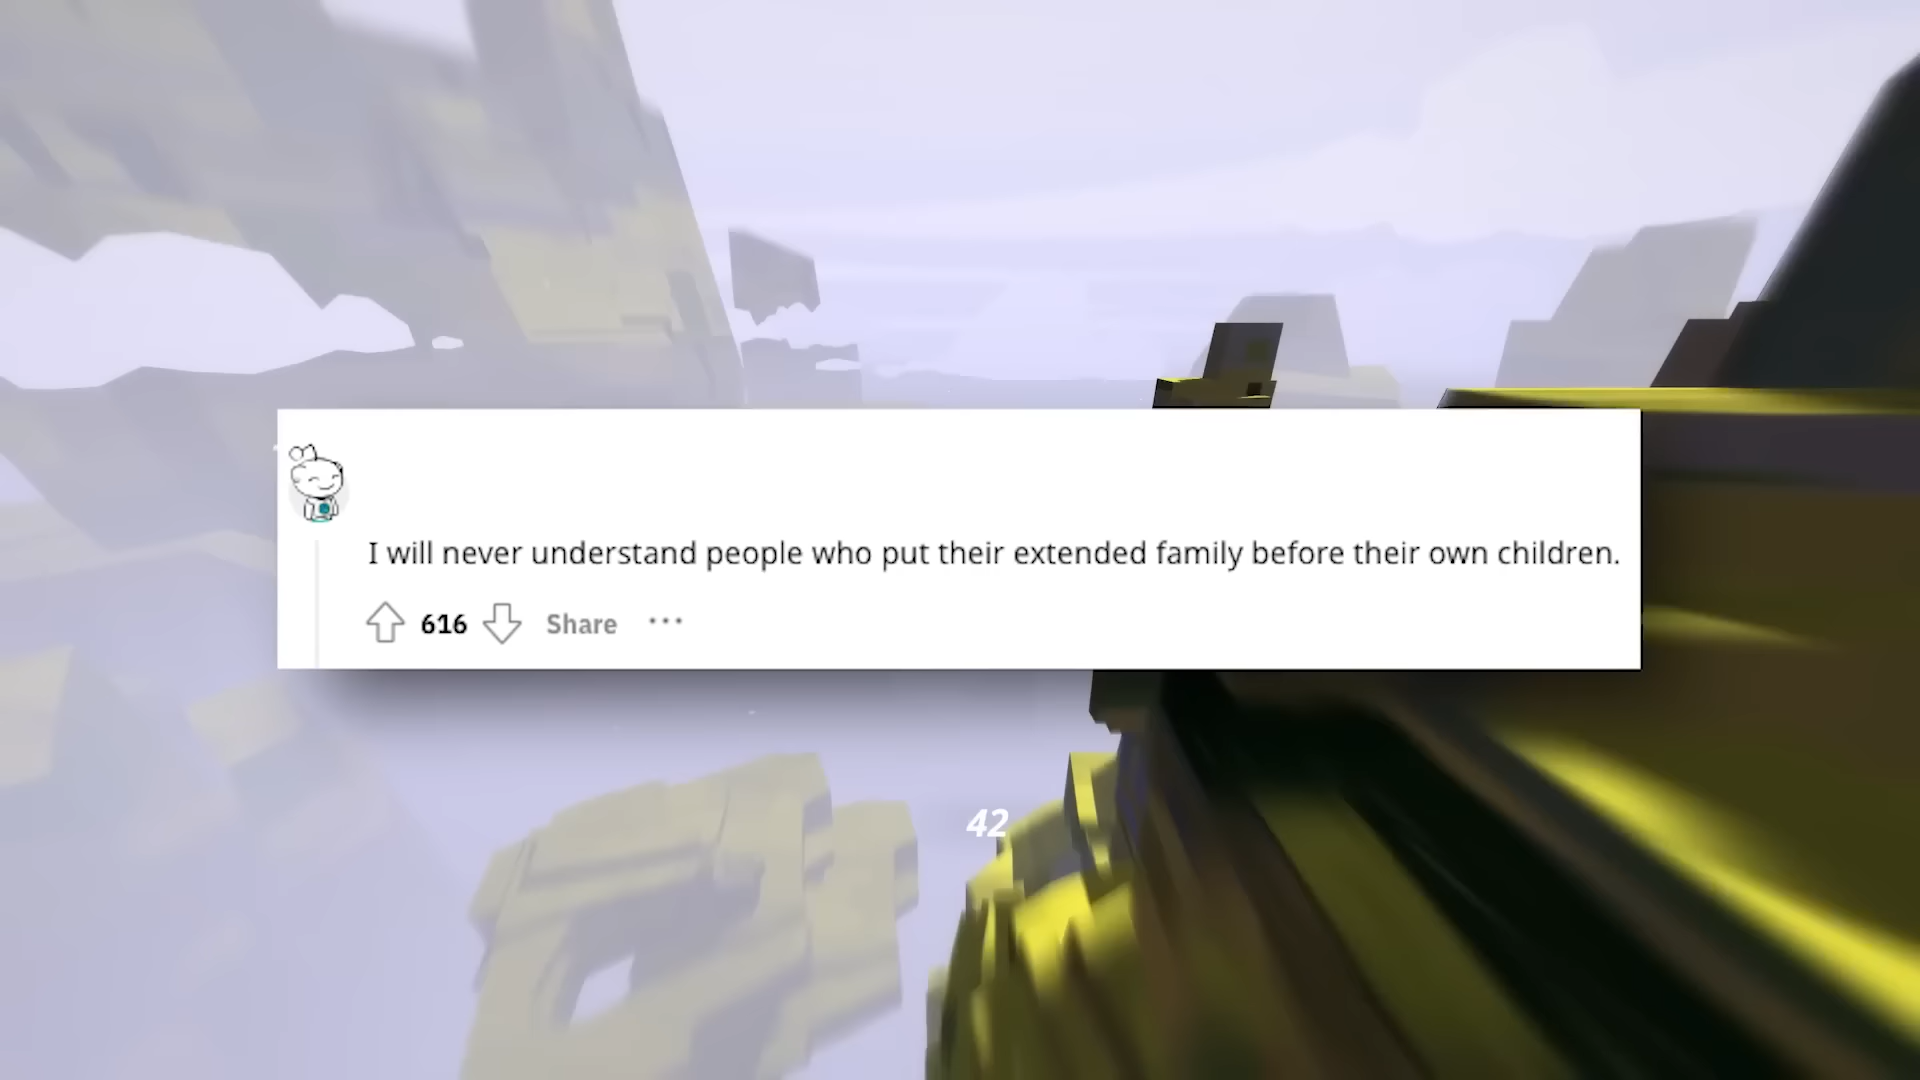 I will never understand people who put their extended family before their own children.
616 Share ...
42